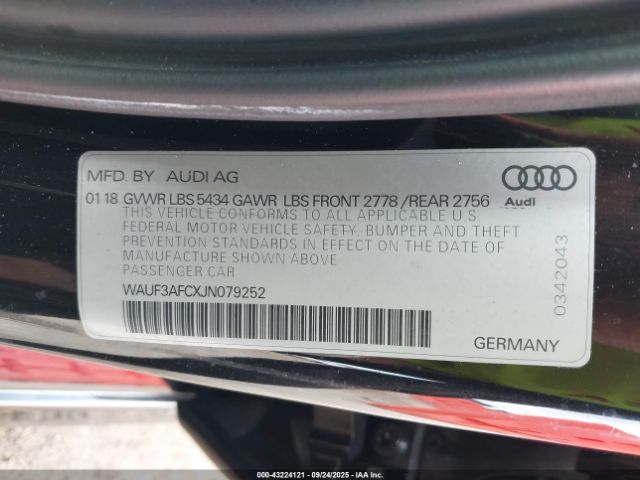 MFD. BY AUDI AG
Audi
01 18 GVWR LBS 5434 GAWR LBS FRONT 2778 / REAR 2756
THIS VEHICLE CONFORMS TO ALL APPLICABLE U.S.
FEDERAL MOTOR VEHICLE SAFETY, BUMPER AND THEFT
PREVENTION STANDARDS IN EFFECT ON THE DATE OF
MANUFACTURE SHOWN ABOVE
PASSENGER CAR
WAUF3AFCXJN079252
0342043
GERMANY
000-43224121 - 09/24/2025 - IAAI.COM